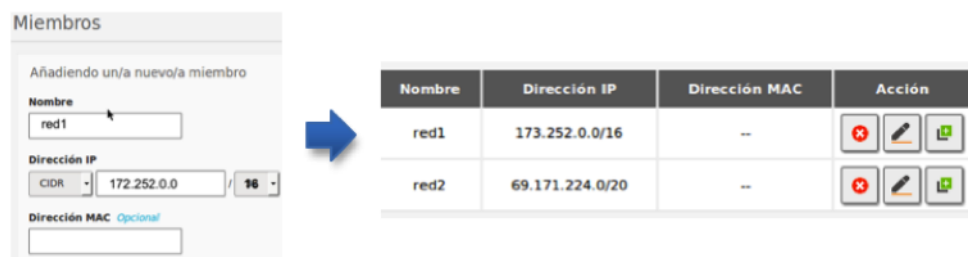 Miembros
Añadiendo un/a nuevo/a miembro
Nombre
red1
Dirección IP
CIDR 172.252.0.0 / 16
Dirección MAC Opcional
Nombre Dirección IP Dirección MAC Acción
red1 173.252.0.0/16 --
red2 69.171.224.0/20 --